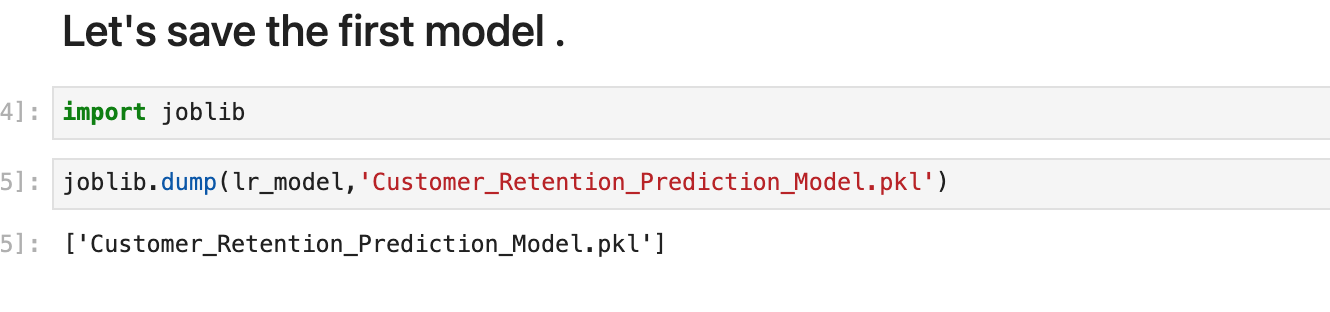 Let's save the first model .
4]: import joblib
5]: joblib.dump(lr_model,'Customer_Retention_Prediction_Model.pkl')
5]: ['Customer_Retention_Prediction_Model.pkl']